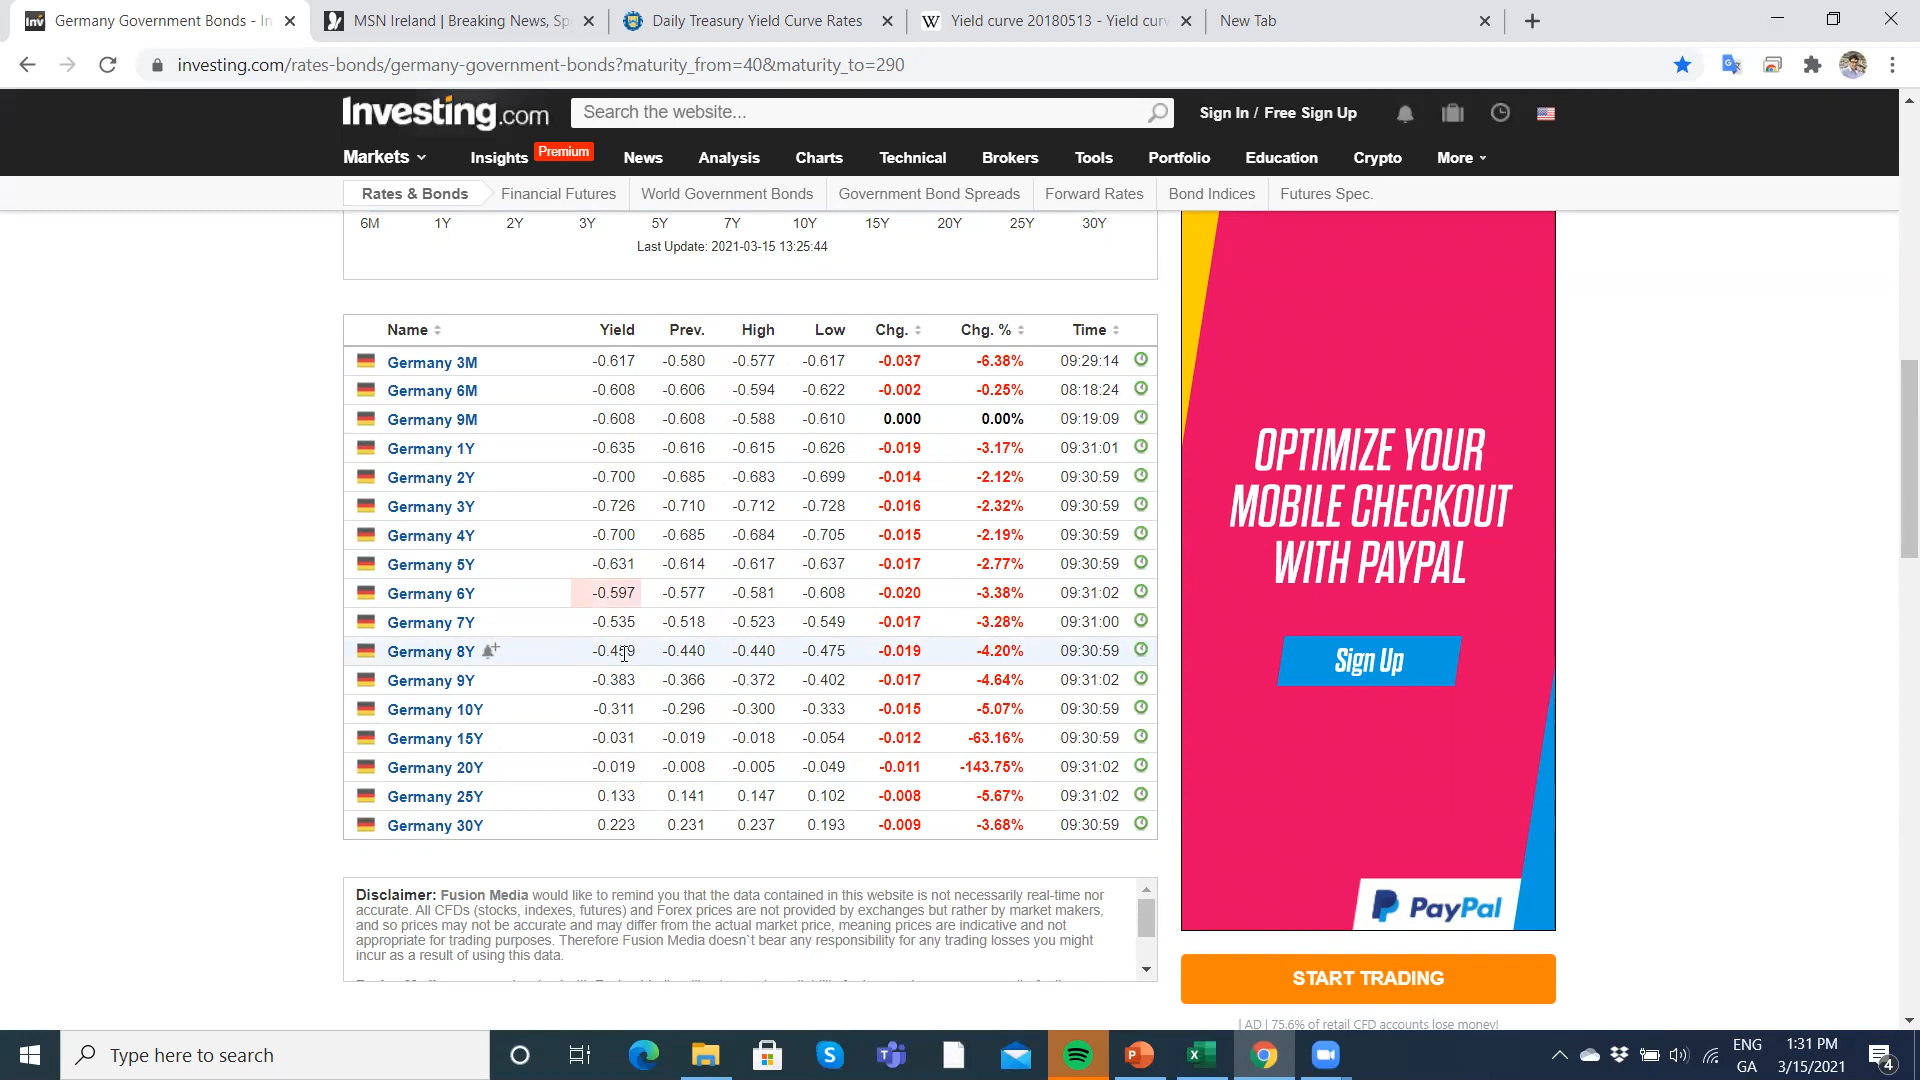 Germany Government Bonds - In
MSN Ireland | Breaking News, Sp
Daily Treasury Yield Curve Rates
W Yield curve 20180513 - Yield curv
New Tab
investing.com/rates-bonds/germany-government-bonds?maturity_from=40&maturity_to=290
Investing.com
Search the website...
Sign In / Free Sign Up
Markets Insights Premium News Analysis Charts Technical Brokers Tools Portfolio Education Crypto More
Rates & Bonds Financial Futures World Government Bonds Government Bond Spreads Forward Rates Bond Indices Futures Spec.
6M 1Y 2Y 3Y 5Y 7Y 10Y 15Y 20Y 25Y 30Y
Last Update: 2021-03-15 13:25:44
Name Yield Prev. High Low Chg. Chg. % Time
Germany 3M -0.617 -0.580 -0.577 -0.617 -0.037 -6.38% 09:29:14
Germany 6M -0.608 -0.606 -0.594 -0.622 -0.002 -0.25% 08:18:24
Germany 9M -0.608 -0.608 -0.588 -0.610 0.000 0.00% 09:19:09
Germany 1Y -0.635 -0.616 -0.615 -0.626 -0.019 -3.17% 09:31:01
Germany 2Y -0.700 -0.685 -0.683 -0.699 -0.014 -2.12% 09:30:59
Germany 3Y -0.726 -0.710 -0.712 -0.728 -0.016 -2.32% 09:30:59
Germany 4Y -0.700 -0.685 -0.684 -0.705 -0.015 -2.19% 09:30:59
Germany 5Y -0.631 -0.614 -0.617 -0.637 -0.017 -2.77% 09:30:59
Germany 6Y -0.597 -0.577 -0.581 -0.608 -0.020 -3.38% 09:31:02
Germany 7Y -0.535 -0.518 -0.523 -0.549 -0.017 -3.28% 09:31:00
Germany 8Y -0.459 -0.440 -0.440 -0.475 -0.019 -4.20% 09:30:59
Germany 9Y -0.383 -0.366 -0.372 -0.402 -0.017 -4.64% 09:31:02
Germany 10Y -0.311 -0.296 -0.300 -0.333 -0.015 -5.07% 09:30:59
Germany 15Y -0.031 -0.019 -0.018 -0.054 -0.012 -63.16% 09:30:59
Germany 20Y -0.019 -0.008 -0.005 -0.049 -0.011 -143.75% 09:31:02
Germany 25Y 0.133 0.141 0.147 0.102 -0.008 -5.67% 09:31:02
Germany 30Y 0.223 0.231 0.237 0.193 -0.009 -3.68% 09:30:59
Disclaimer: Fusion Media would like to remind you that the data contained in this website is not necessarily real-time nor
accurate. All CFDs (stocks, indexes, futures) and Forex prices are not provided by exchanges but rather by market makers,
and so prices may not be accurate and may differ from the actual market price, meaning prices are indicative and not
appropriate for trading purposes. Therefore Fusion Media doesn`t bear any responsibility for any trading losses you might
incur as a result of using this data.
OPTIMIZE YOUR
MOBILE CHECKOUT
WITH PAYPAL
Sign Up
PayPal
START TRADING
| AD | 75.6% of retail CFD accounts lose money!
Type here to search
ENG
GA
1:31 PM
3/15/2021
4